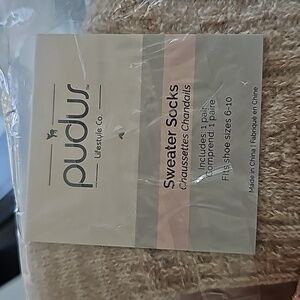 pudus™
Lifestyle Co.
Sweater Socks
Chaussettes Chandails
Includes: 1 pair
Comprend: 1 paire
Fits shoe sizes 6-10
Made in China | Fabriqué en Chine